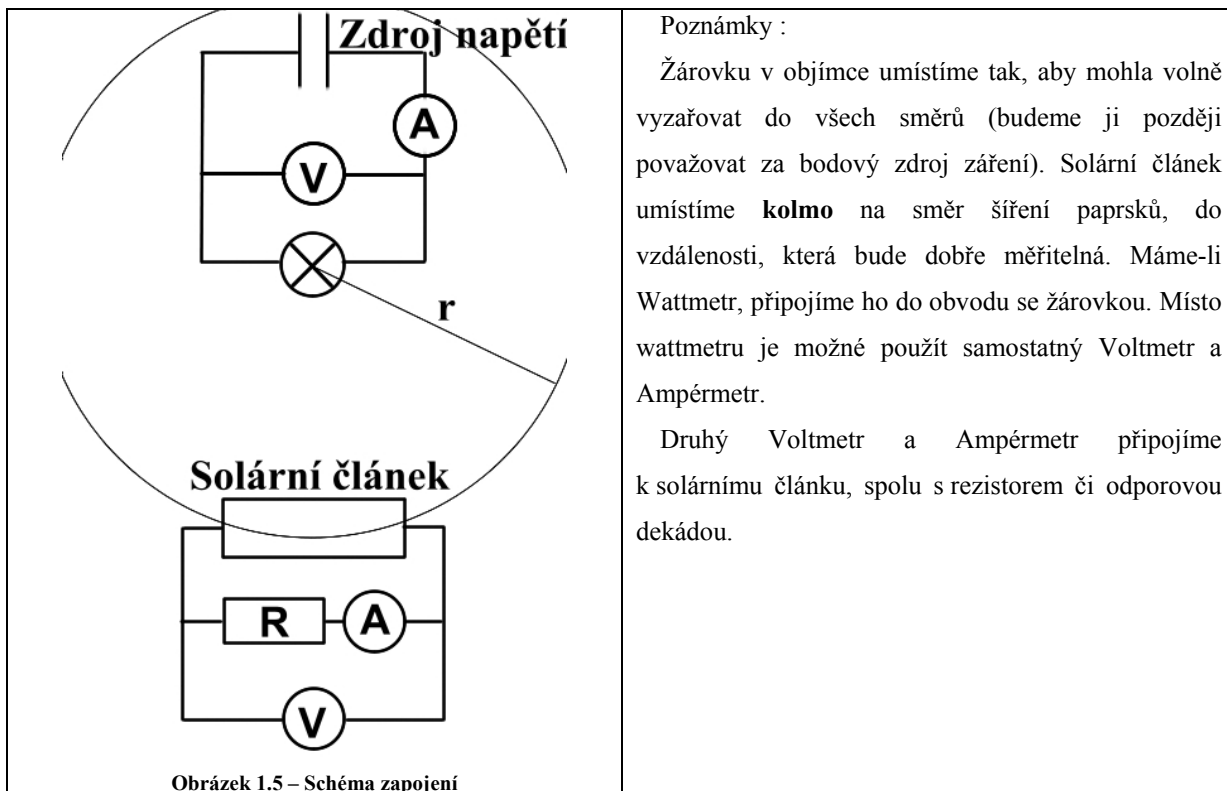 Zdroj napětí
A
V
r
Solární článek
R
A
V
Obrázek 1.5 – Schéma zapojení
Poznámky :
Žárovku v objímce umístíme tak, aby mohla volně
vyzařovat do všech směrů (budeme ji později
považovat za bodový zdroj záření). Solární článek
umístíme kolmo na směr šíření paprsků, do
vzdálenosti, která bude dobře měřitelná. Máme-li
Wattmetr, připojíme ho do obvodu se žárovkou. Místo
wattmetru je možné použít samostatný Voltmetr a
Ampérmetr.
Druhý Voltmetr a Ampérmetr připojíme
k solárnímu článku, spolu s rezistorem či odporovou
dekádou.